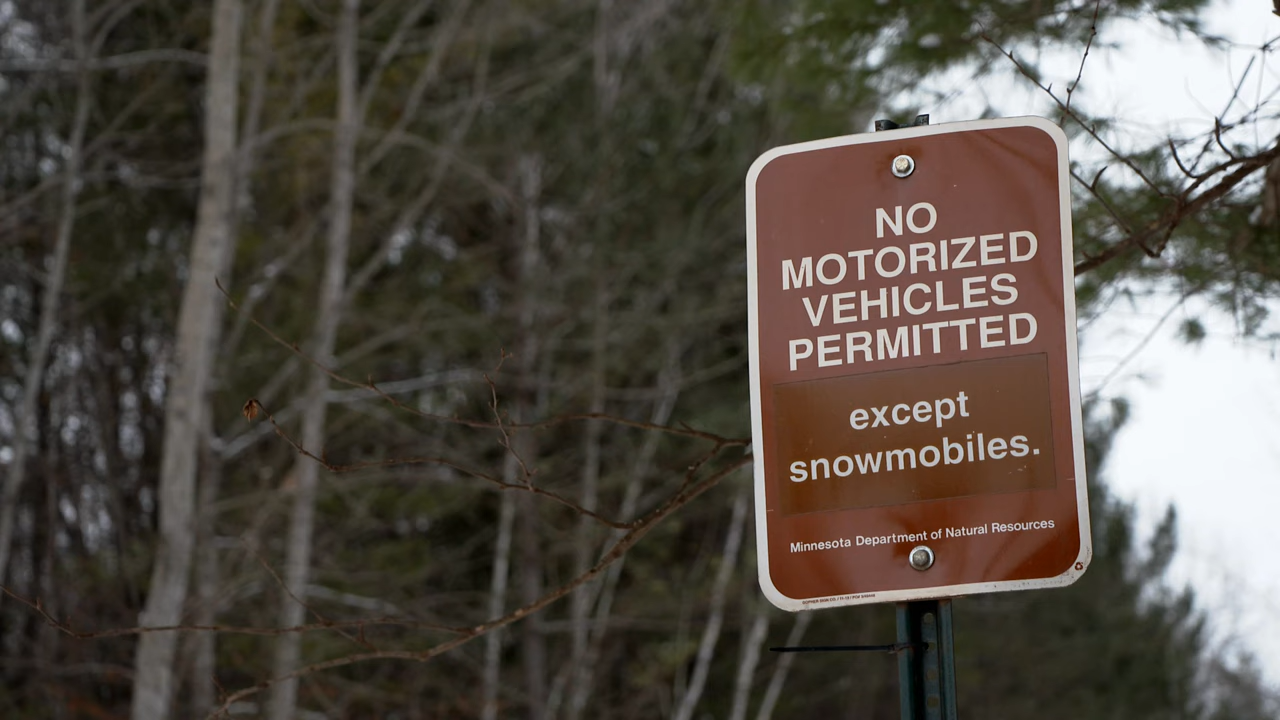 NO
MOTORIZED
VEHICLES
PERMITTED
except
snowmobiles.
Minnesota Department of Natural Resources